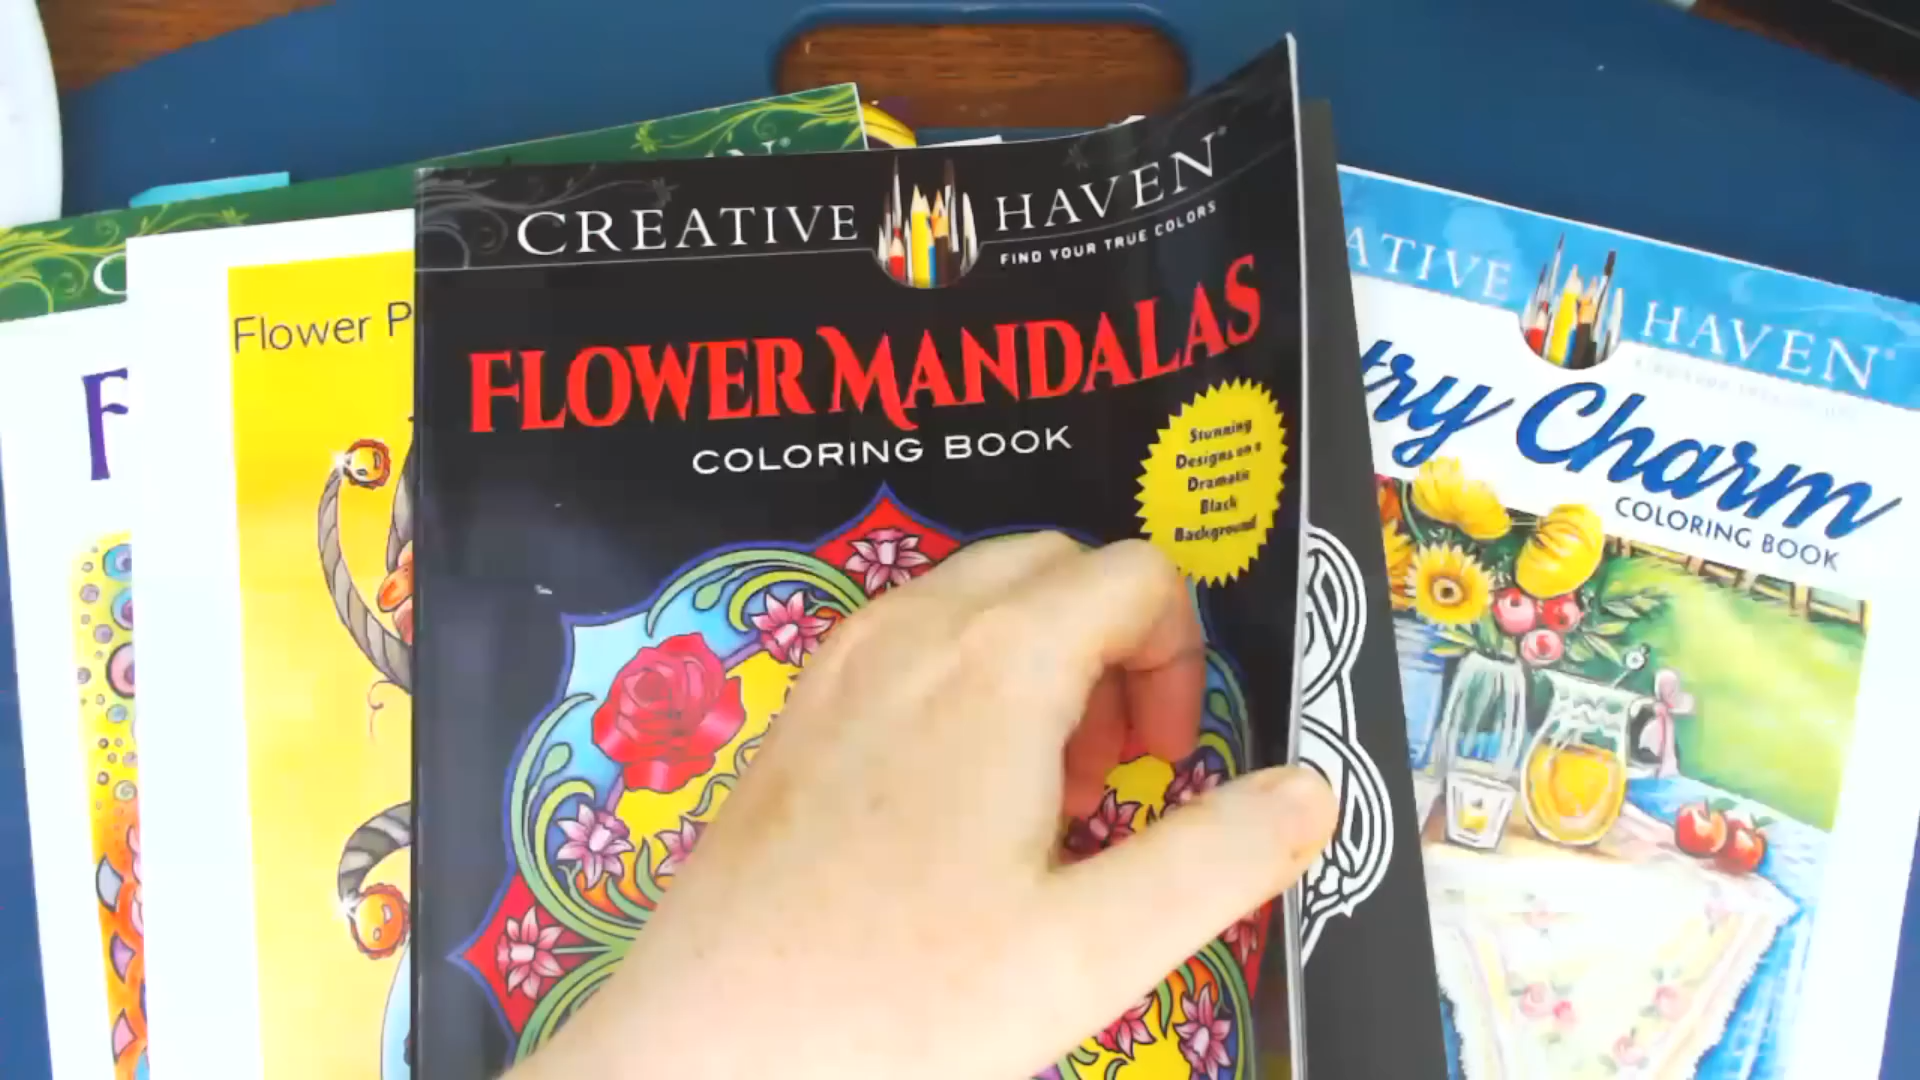 CREATIVE HAVEN®
FIND YOUR TRUE COLORS
FLOWER MANDALAS
COLORING BOOK
Stunning
Designs on a
Dramatic
Black
Background
Flower P
F
C
N®
ATIVE HAVEN®
try Charm
COLORING BOOK